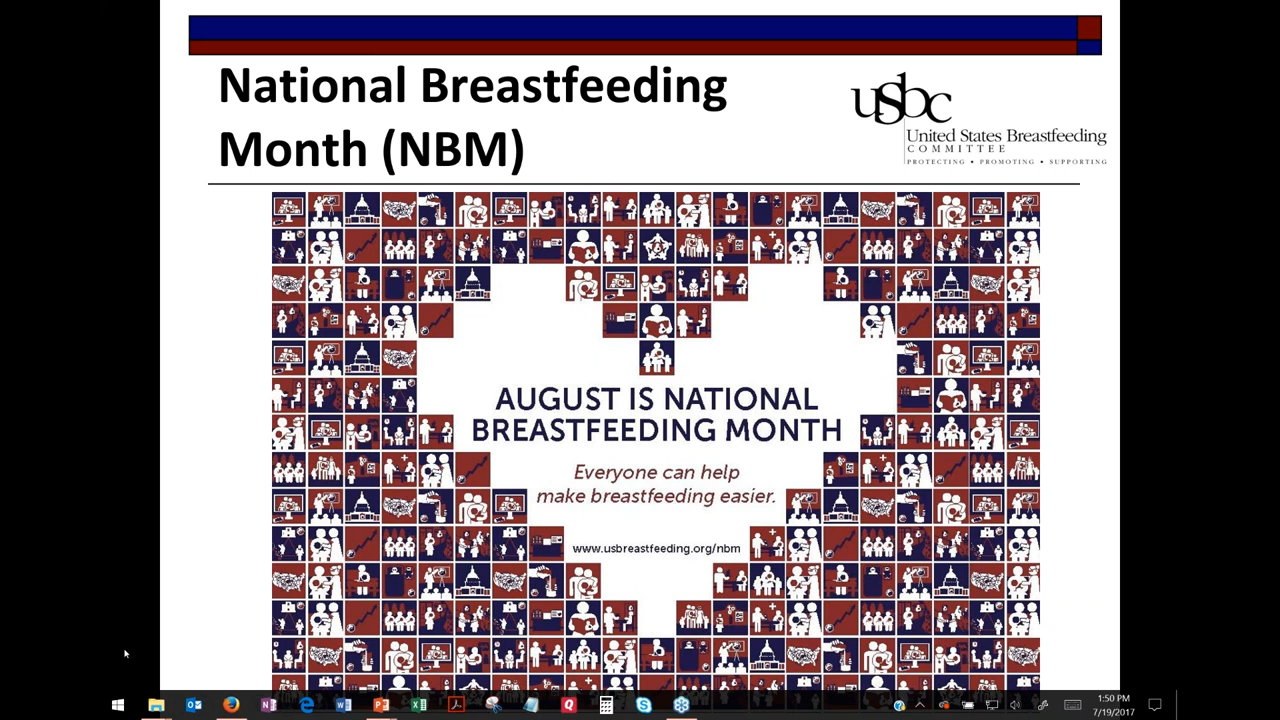 National Breastfeeding
Month (NBM)
usbc
United States Breastfeeding
COMMITTEE
PROTECTING • PROMOTING • SUPPORTING
AUGUST IS NATIONAL
BREASTFEEDING MONTH
Everyone can help
make breastfeeding easier.
www.usbreastfeeding.org/nbm
1:50 PM
7/19/2017